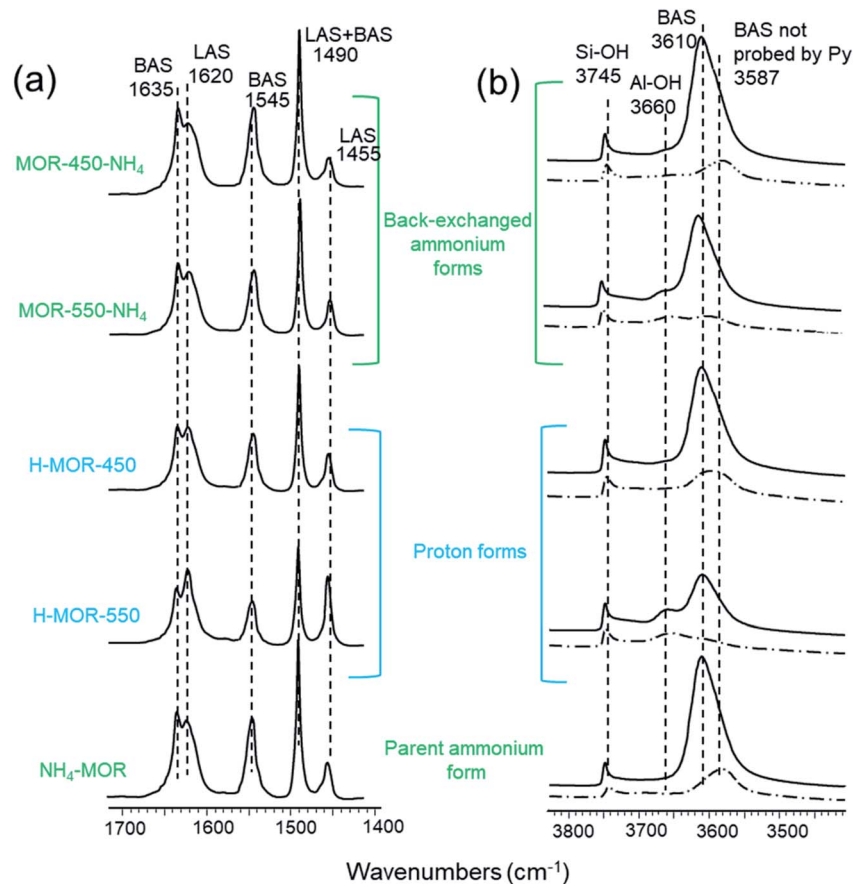 (a)
BAS
1635
LAS
1620
BAS
1545
LAS+BAS
1490
LAS
1455
MOR-450-NH₄
MOR-550-NH₄
H-MOR-450
H-MOR-550
NH₄-MOR
1700
1600
1500
1400
Back-exchanged
ammonium
forms
Proton forms
Parent ammonium
form
(b)
Si-OH
3745
Al-OH
3660
BAS
3610
BAS not
probed by Py
3587
3800
3700
3600
3500
Wavenumbers (cm⁻¹)